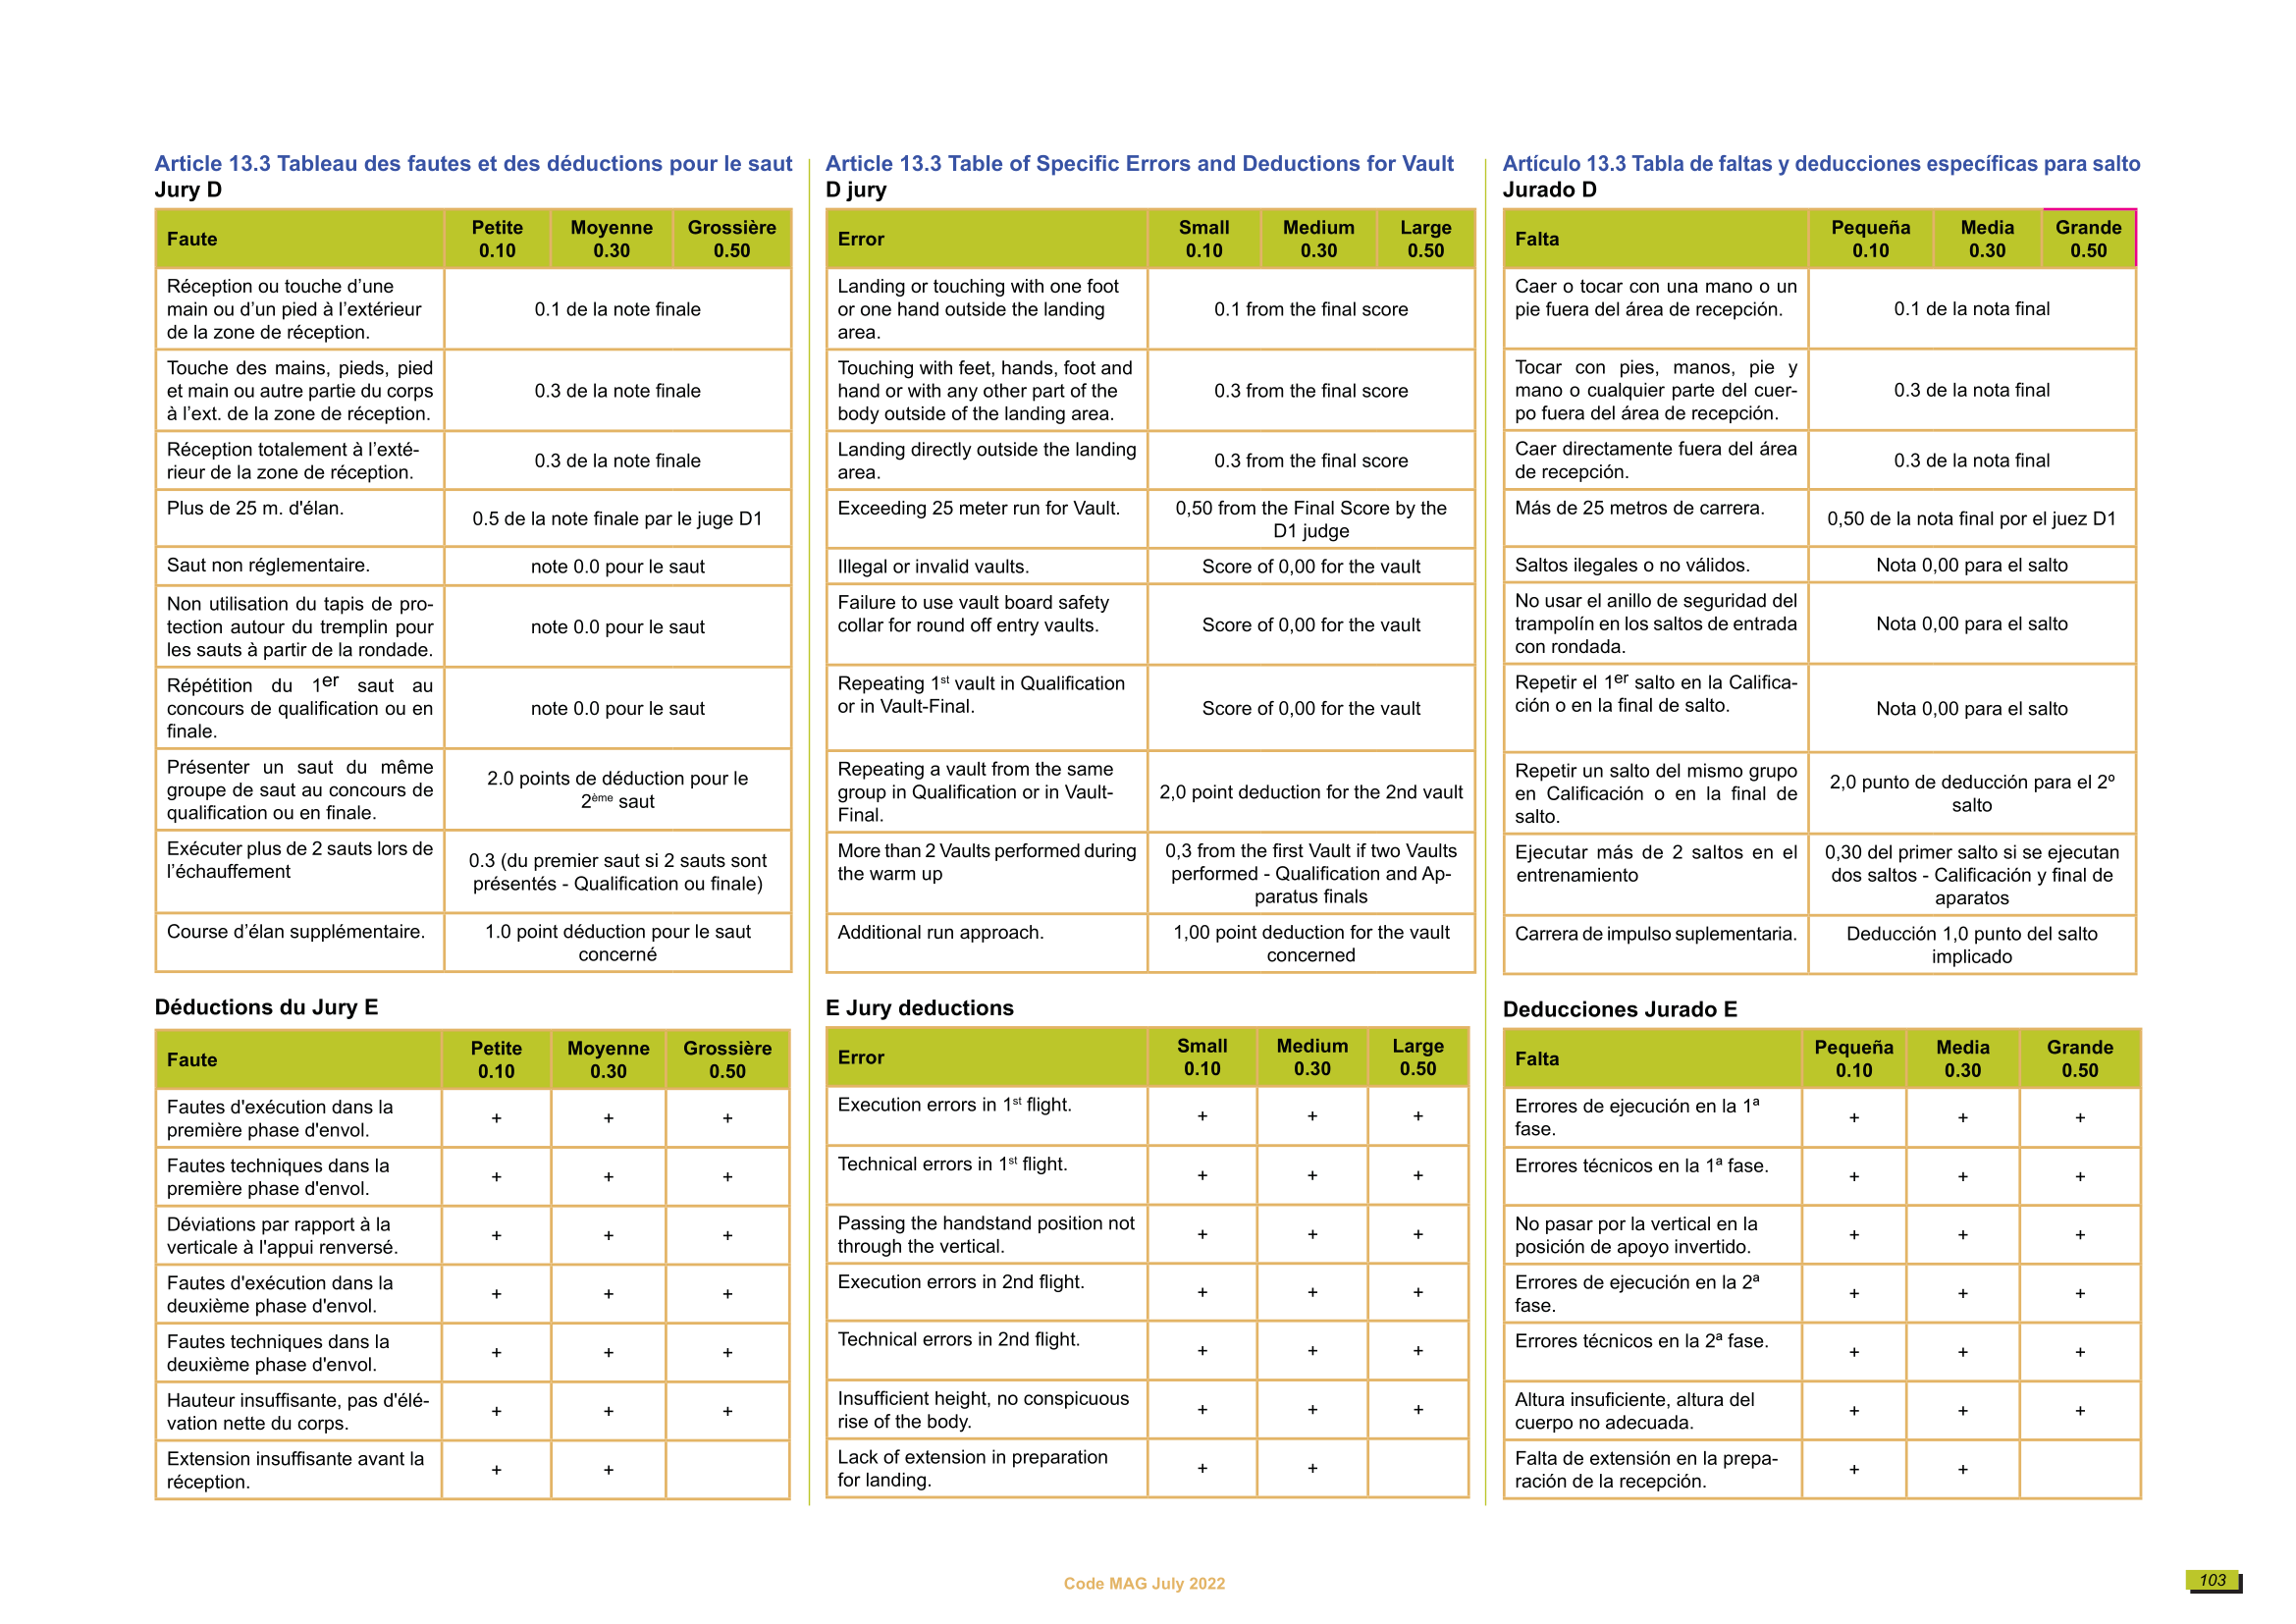 Article 13.3 Tableau des fautes et des déductions pour le saut
Jury D
Faute
Petite
0.10
Moyenne
0.30
Grossière
0.50
Réception ou touche d’une
main ou d’un pied à l’extérieur
de la zone de réception.
0.1 de la note finale
Touche des mains, pieds, pied
et main ou autre partie du corps
à l’ext. de la zone de réception.
0.3 de la note finale
Réception totalement à l’exté-
rieur de la zone de réception.
0.3 de la note finale
Plus de 25 m. d'élan.
0.5 de la note finale par le juge D1
Saut non réglementaire.
note 0.0 pour le saut
Non utilisation du tapis de pro-
tection autour du tremplin pour
les sauts à partir de la rondade.
note 0.0 pour le saut
Répétition du 1er saut au
concours de qualification ou en
finale.
note 0.0 pour le saut
Présenter un saut du même
groupe de saut au concours de
qualification ou en finale.
2.0 points de déduction pour le
2ème saut
Exécuter plus de 2 sauts lors de
l’échauffement
0.3 (du premier saut si 2 sauts sont
présentés - Qualification ou finale)
Course d’élan supplémentaire.
1.0 point déduction pour le saut
concerné
Déductions du Jury E
Faute
Petite
0.10
Moyenne
0.30
Grossière
0.50
Fautes d'exécution dans la
première phase d'envol.
+ + +
Fautes techniques dans la
première phase d'envol.
+ + +
Déviations par rapport à la
verticale à l'appui renversé.
+ + +
Fautes d'exécution dans la
deuxième phase d'envol.
+ + +
Fautes techniques dans la
deuxième phase d'envol.
+ + +
Hauteur insuffisante, pas d'élé-
vation nette du corps.
+ + +
Extension insuffisante avant la
réception.
+ +
Article 13.3 Table of Specific Errors and Deductions for Vault
D jury
Error
Small
0.10
Medium
0.30
Large
0.50
Landing or touching with one foot
or one hand outside the landing
area.
0.1 from the final score
Touching with feet, hands, foot and
hand or with any other part of the
body outside of the landing area.
0.3 from the final score
Landing directly outside the landing
area.
0.3 from the final score
Exceeding 25 meter run for Vault.
0,50 from the Final Score by the
D1 judge
Illegal or invalid vaults.
Score of 0,00 for the vault
Failure to use vault board safety
collar for round off entry vaults.
Score of 0,00 for the vault
Repeating 1st vault in Qualification
or in Vault-Final.
Score of 0,00 for the vault
Repeating a vault from the same
group in Qualification or in Vault-
Final.
2,0 point deduction for the 2nd vault
More than 2 Vaults performed during
the warm up
0,3 from the first Vault if two Vaults
performed - Qualification and Ap-
paratus finals
Additional run approach.
1,00 point deduction for the vault
concerned
E Jury deductions
Error
Small
0.10
Medium
0.30
Large
0.50
Execution errors in 1st flight.
+ + +
Technical errors in 1st flight.
+ + +
Passing the handstand position not
through the vertical.
+ + +
Execution errors in 2nd flight.
+ + +
Technical errors in 2nd flight.
+ + +
Insufficient height, no conspicuous
rise of the body.
+ + +
Lack of extension in preparation
for landing.
+ +
Artículo 13.3 Tabla de faltas y deducciones específicas para salto
Jurado D
Falta
Pequeña
0.10
Media
0.30
Grande
0.50
Caer o tocar con una mano o un
pie fuera del área de recepción.
0.1 de la nota final
Tocar con pies, manos, pie y
mano o cualquier parte del cuer-
po fuera del área de recepción.
0.3 de la nota final
Caer directamente fuera del área
de recepción.
0.3 de la nota final
Más de 25 metros de carrera.
0,50 de la nota final por el juez D1
Saltos ilegales o no válidos.
Nota 0,00 para el salto
No usar el anillo de seguridad del
trampolín en los saltos de entrada
con rondada.
Nota 0,00 para el salto
Repetir el 1er salto en la Califica-
ción o en la final de salto.
Nota 0,00 para el salto
Repetir un salto del mismo grupo
en Calificación o en la final de
salto.
2,0 punto de deducción para el 2º
salto
Ejecutar más de 2 saltos en el
entrenamiento
0,30 del primer salto si se ejecutan
dos saltos - Calificación y final de
aparatos
Carrera de impulso suplementaria.
Deducción 1,0 punto del salto
implicado
Deducciones Jurado E
Falta
Pequeña
0.10
Media
0.30
Grande
0.50
Errores de ejecución en la 1ª
fase.
+ + +
Errores técnicos en la 1ª fase.
+ + +
No pasar por la vertical en la
posición de apoyo invertido.
+ + +
Errores de ejecución en la 2ª
fase.
+ + +
Errores técnicos en la 2ª fase.
+ + +
Altura insuficiente, altura del
cuerpo no adecuada.
+ + +
Falta de extensión en la prepa-
ración de la recepción.
+ +
Code MAG July 2022
103